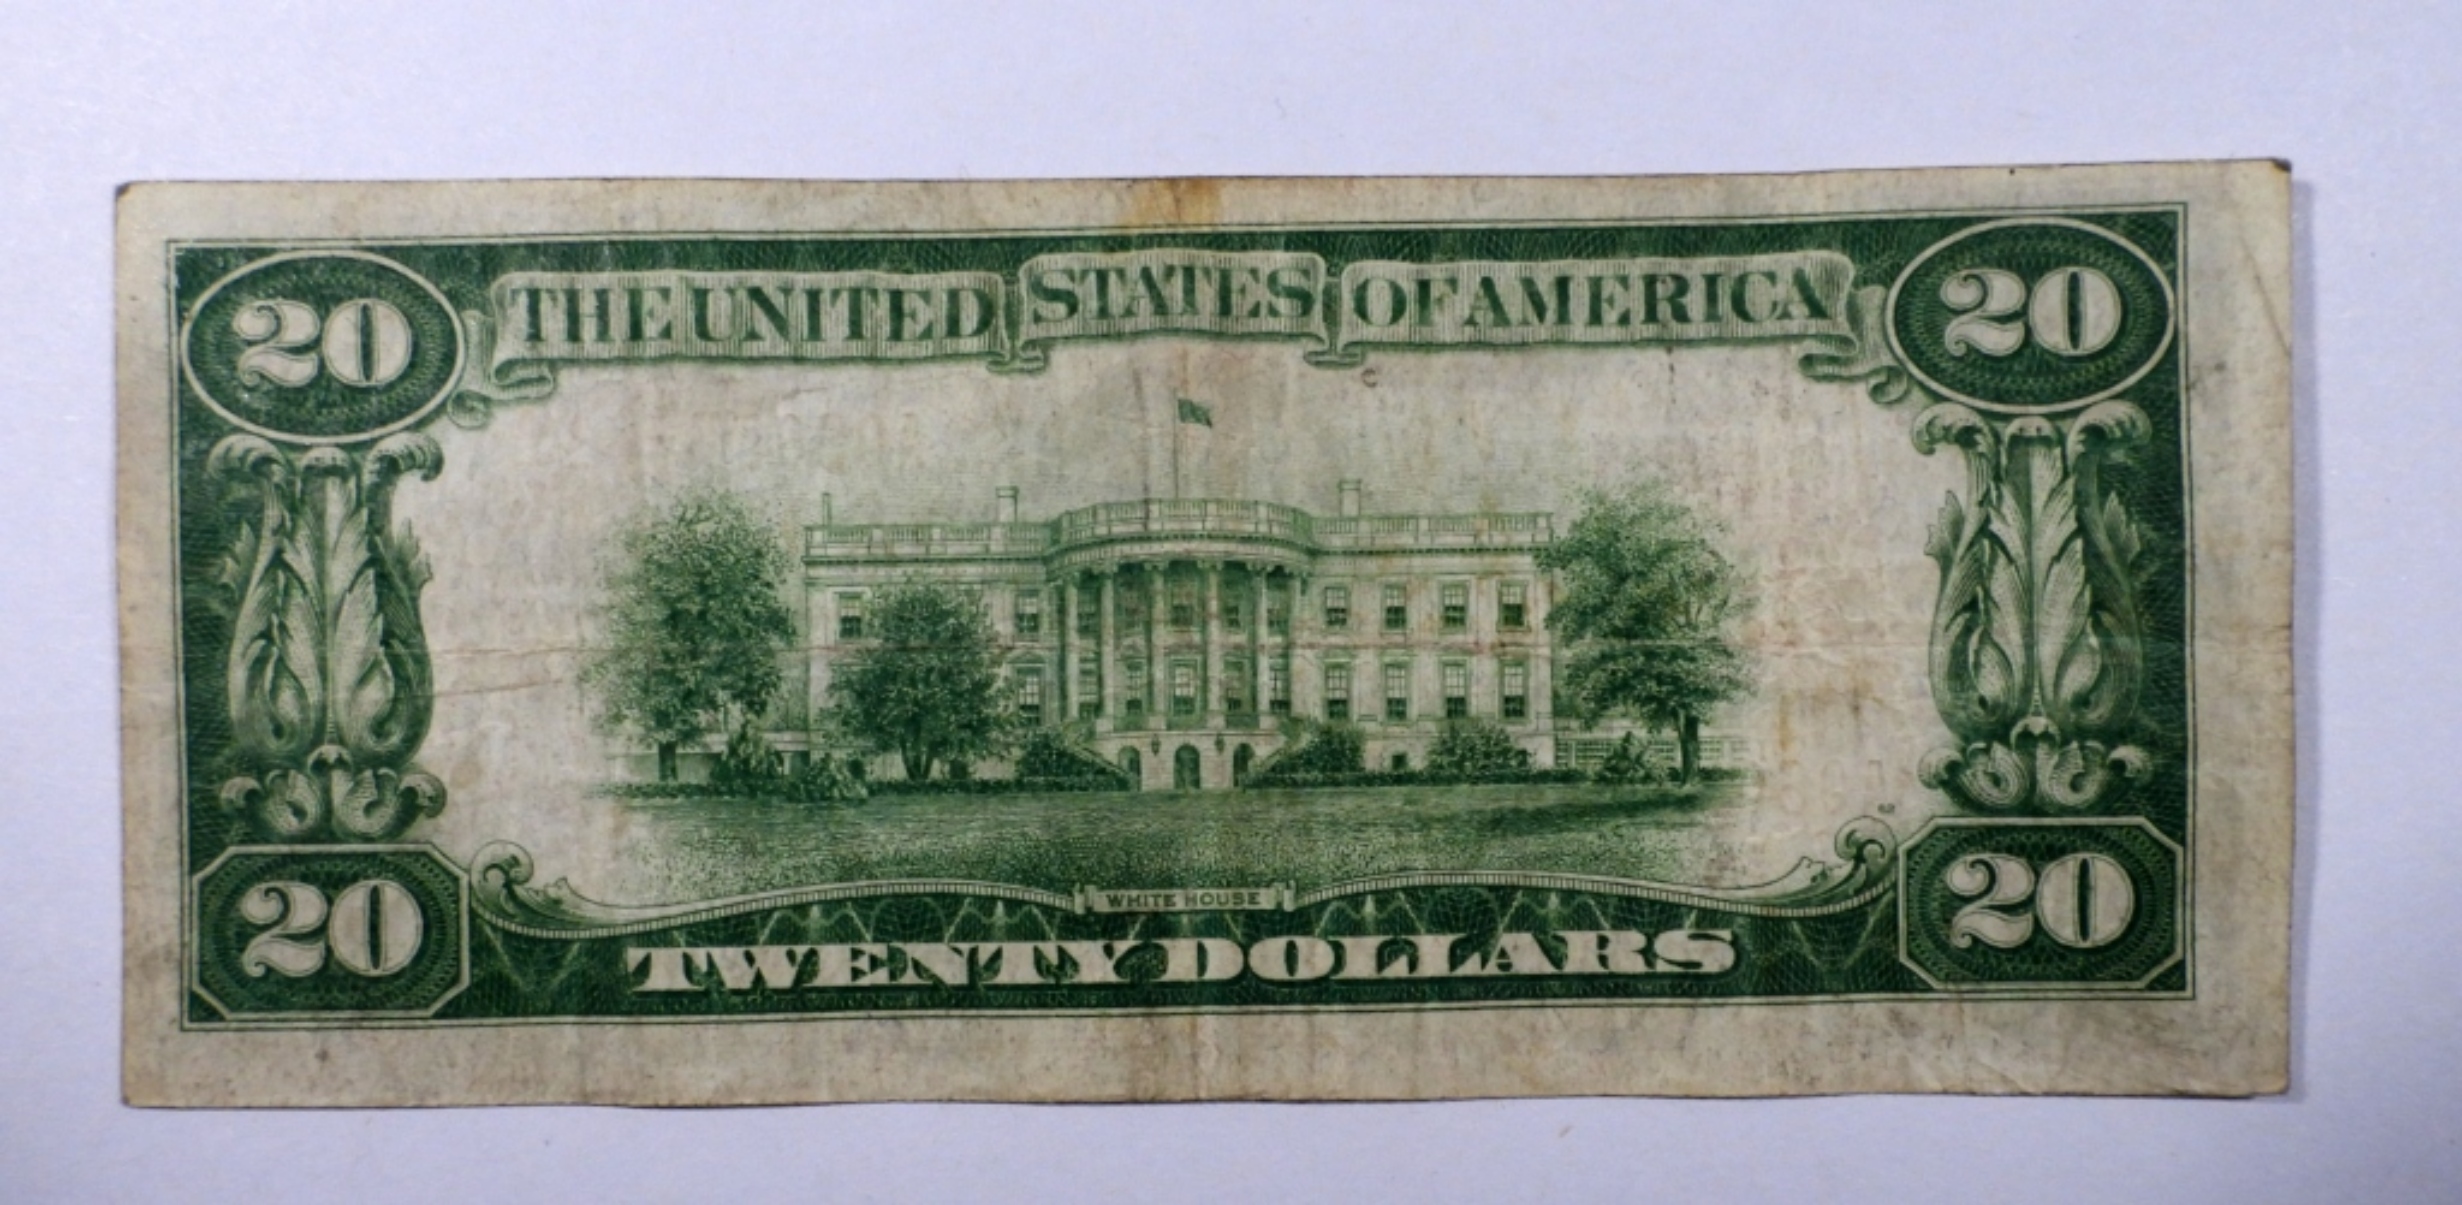 20 THE UNITED STATES OF AMERICA 20
WHITE HOUSE
20 TWENTY DOLLARS 20